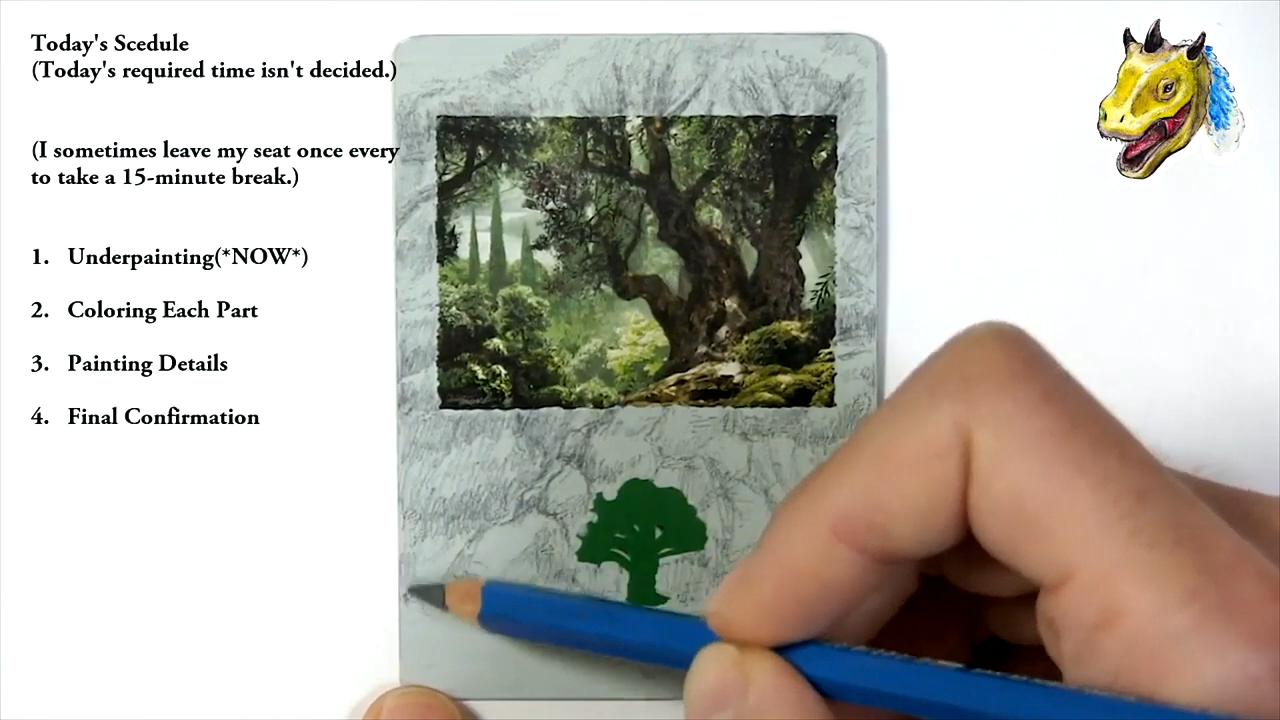 Today's Scedule
(Today's required time isn't decided.)
(I sometimes leave my seat once every
to take a 15-minute break.)
1. Underpainting(*NOW*)
2. Coloring Each Part
3. Painting Details
4. Final Confirmation